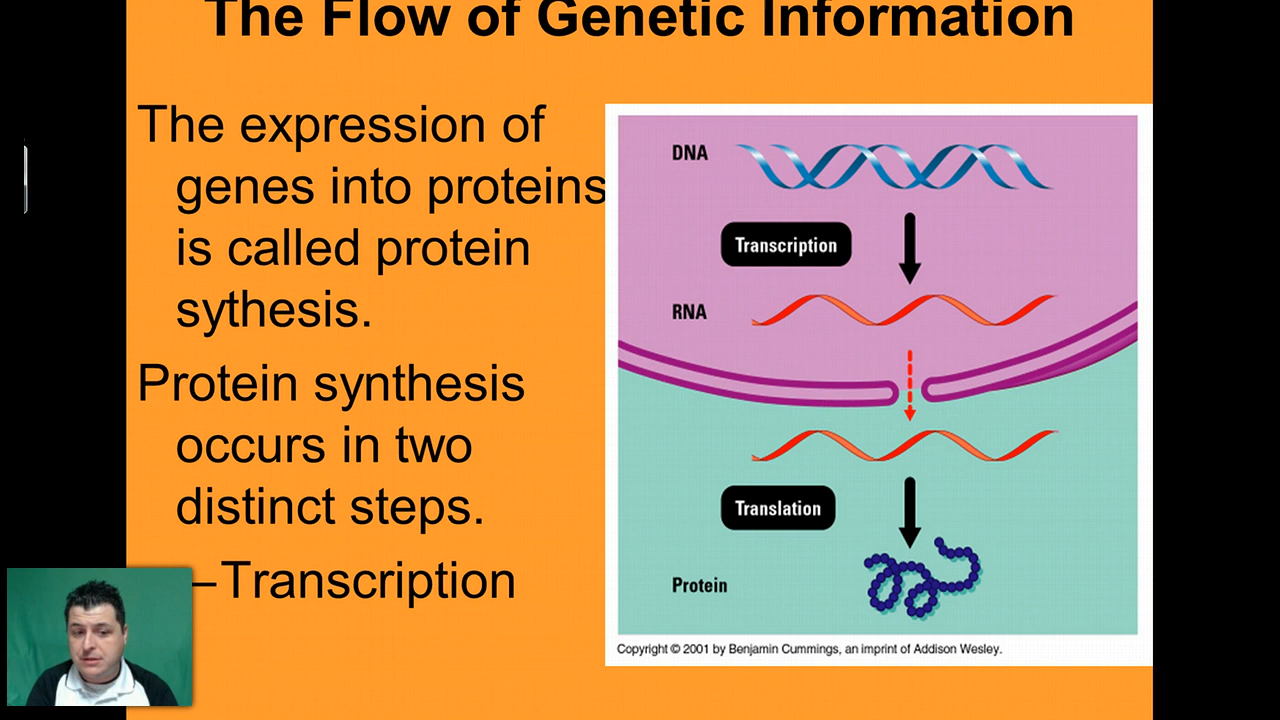 The Flow of Genetic Information
The expression of
genes into proteins
is called protein
sythesis.
Protein synthesis
occurs in two
distinct steps.
–Transcription
DNA
Transcription
RNA
Translation
Protein
Copyright © 2001 by Benjamin Cummings, an imprint of Addison Wesley.